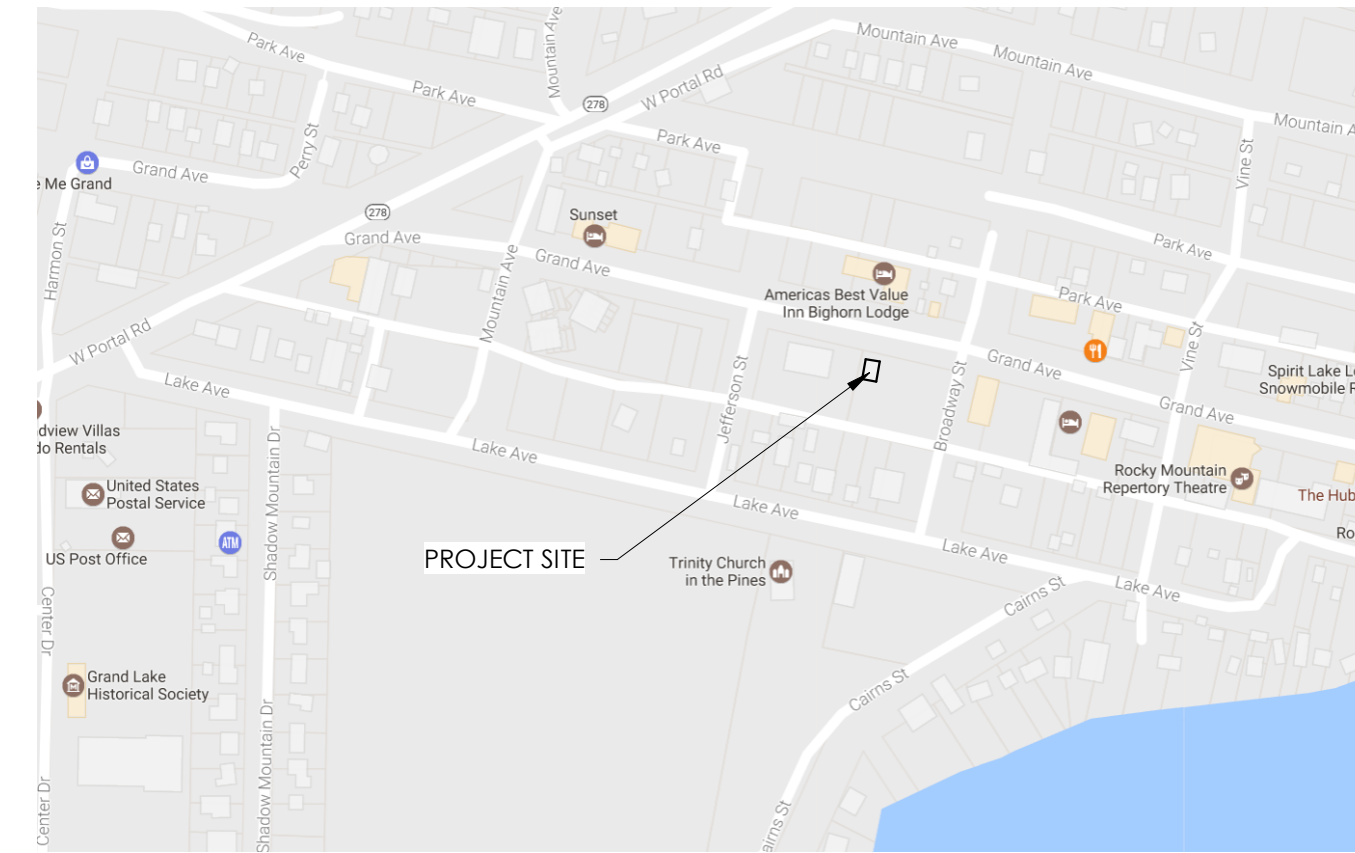 Park Ave
Mountain Ave
Mountain Ave
Mountain Ave
W Portal Rd
Park Ave
278
Mountain A
Perry St
Park Ave
Vine St
Grand Ave
e Me Grand
278
Sunset
Harmon St
Grand Ave
Grand Ave
Mountain Ave
Park Ave
Americas Best Value
Inn Bighorn Lodge
Park Ave
W Portal Rd
Vine St
Grand Ave
Spirit Lake L
Snowmobile R
Lake Ave
Jefferson St
Broadway St
Grand Ave
dview Villas
do Rentals
Lake Ave
Rocky Mountain
Repertory Theatre
United States
Postal Service
The Hub
Shadow Mountain Dr
Lake Ave
Ro
ATM
US Post Office
PROJECT SITE
Trinity Church
in the Pines
Lake Ave
Lake Ave
Center Dr
Cairns St
Grand Lake
Historical Society
Cairns St
Shadow Mountain Dr
Center Dr
airns St